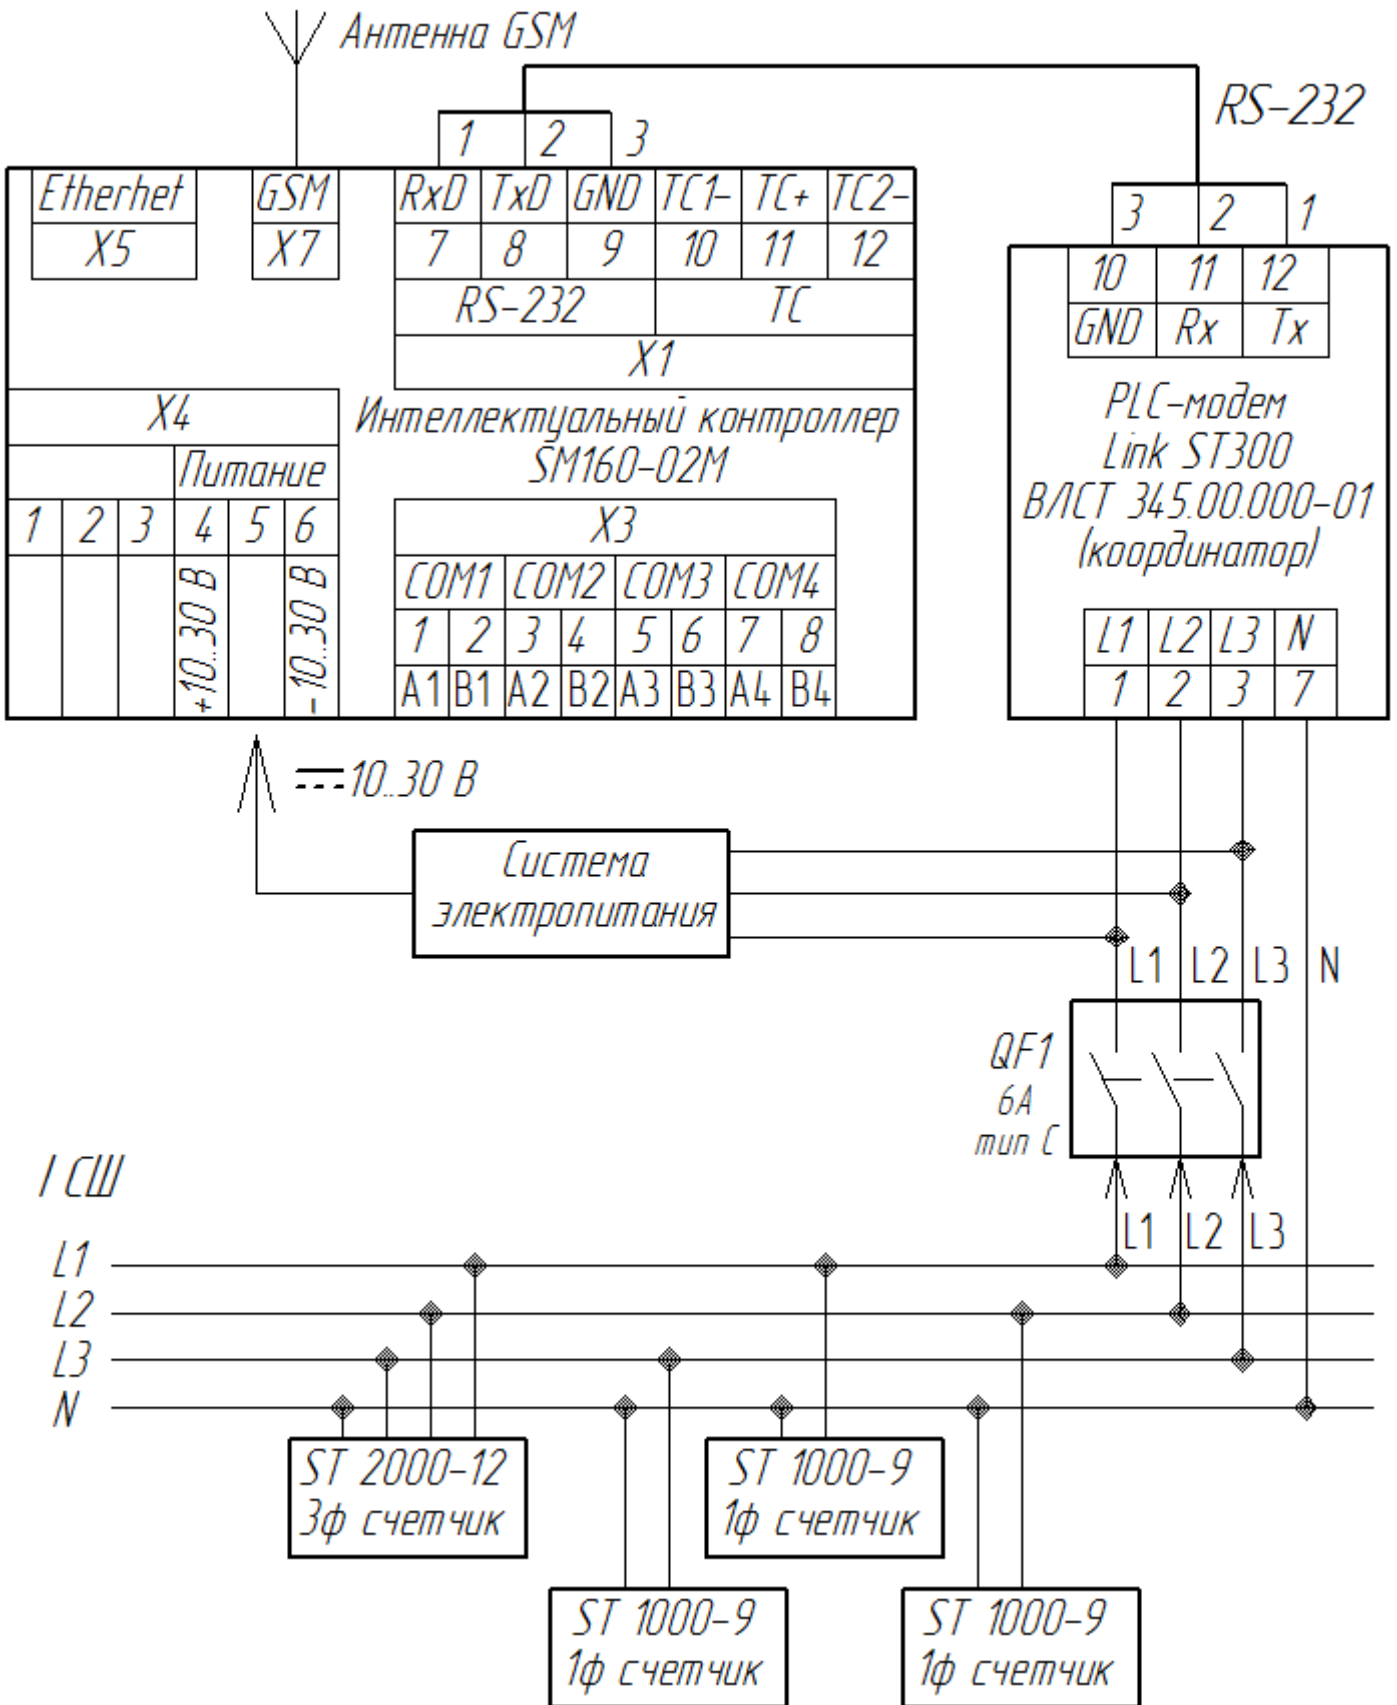 Антенна GSM
RS-232
1 2 3
Etherhet GSM RxD TxD GND TC1- TC+ TC2-
X5 X7 7 8 9 10 11 12
RS-232 TC
X1
3 2 1
10 11 12
GND Rx Tx
X4
Питание
1 2 3 4 5 6
+10..30 В -10..30 В
Интеллектуальный контроллер
SM160-02M
X3
COM1 COM2 COM3 COM4
1 2 3 4 5 6 7 8
A1 B1 A2 B2 A3 B3 A4 B4
PLC-модем
Link ST300
ВЛСТ 345.00.000-01
(координатор)
L1 L2 L3 N
1 2 3 7
10..30 В
Система
электропитания
L1 L2 L3 N
QF1
6А
тип С
I СШ
L1 L2 L3
L1
L2
L3
N
ST 2000-12
3ф счетчик
ST 1000-9
1ф счетчик
ST 1000-9
1ф счетчик
ST 1000-9
1ф счетчик